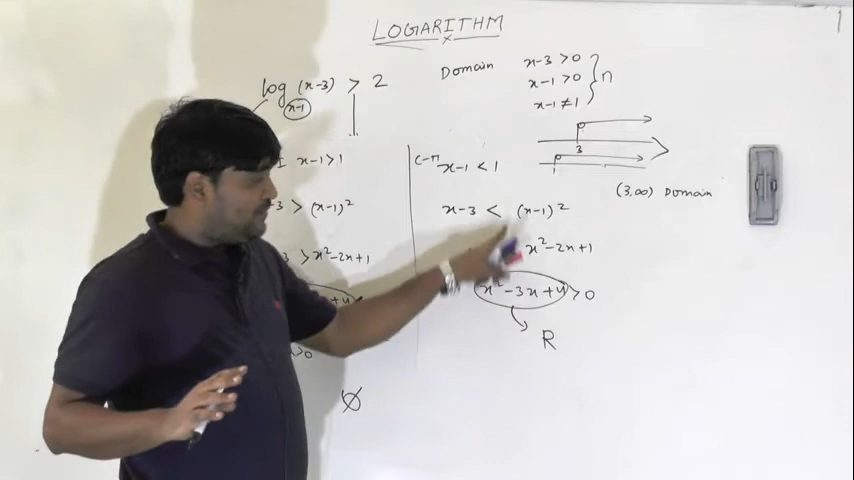 LOGARITHM
x
log (x-3) > 2
x-1
Domain x-3 >0
x-1 >0
x-1 ≠ 1
n
3
1
(3,∞) Domain
I x-1>1
3 > (x-1)²
3 > x²-2x+1
x+4
>0
∅
C-II x-1 < 1
x-3 < (x-1)²
x²-2x+1
x²-3x+4 >0
R